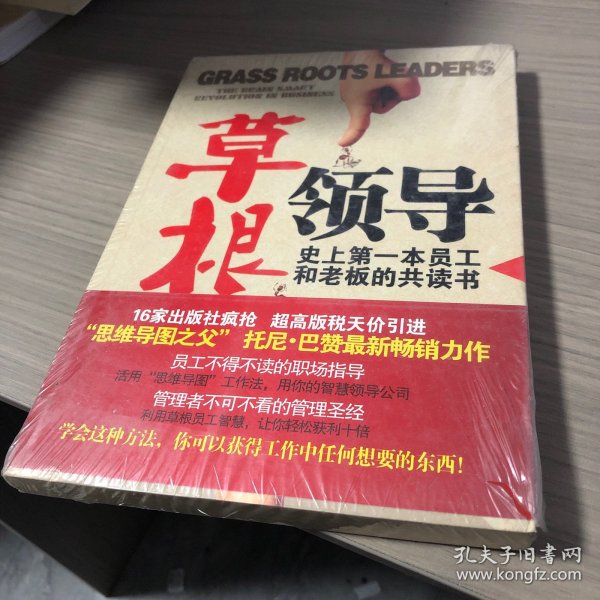 GRASS ROOTS LEADERS
THE BRAIN SMART
REVOLUTION IN BUSINESS
草根
领导
史上第一本员工
和老板的共读书
16家出版社疯抢 超高版税天价引进
“思维导图之父”托尼·巴赞最新畅销力作
员工不得不读的职场指导
活用“思维导图”工作法，用你的智慧领导公司
管理者不可不看的管理圣经
利用草根员工智慧，让你轻松获利十倍
学会这种方法，你可以获得工作中任何想要的东西！
孔夫子旧书网
www.kongfz.com